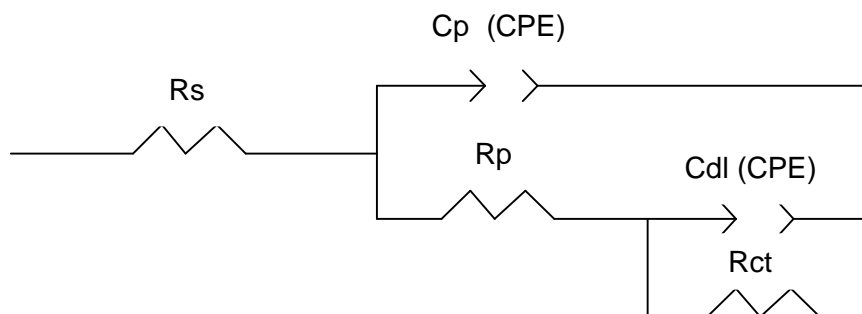 Cp (CPE)
Rs
Rp
Cdl (CPE)
Rct